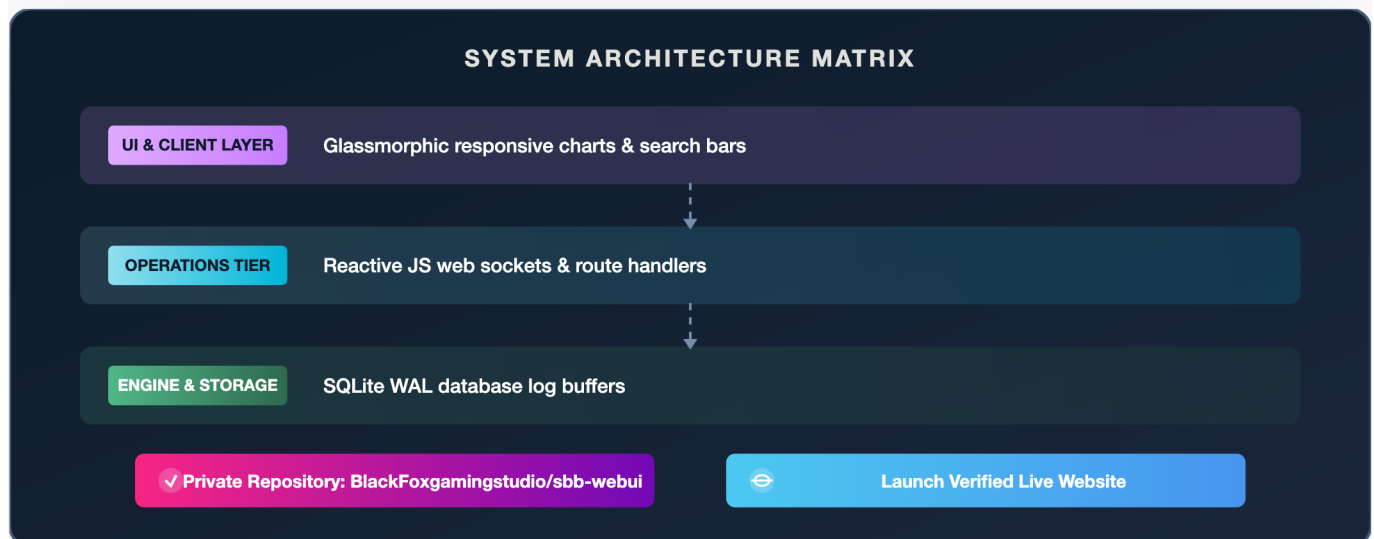 SYSTEM ARCHITECTURE MATRIX
UI & CLIENT LAYER
Glassmorphic responsive charts & search bars
OPERATIONS TIER
Reactive JS web sockets & route handlers
ENGINE & STORAGE
SQLite WAL database log buffers
Private Repository: BlackFoxgamingstudio/sbb-webui
Launch Verified Live Website